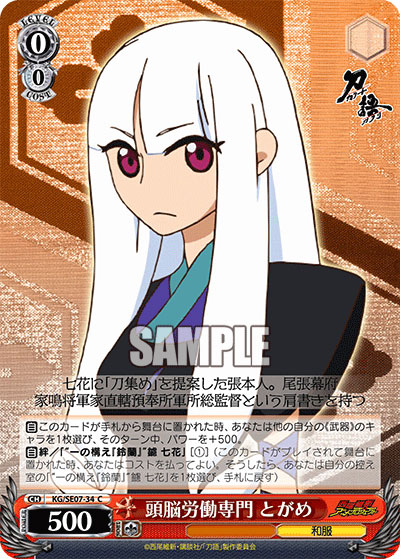 LEVEL
0
0
COST
刀語
カタナガタリ
SAMPLE
七花に「刀集め」を提案した張本人。尾張幕府
家鳴将軍家直轄預奉所軍所総監督という肩書きを持つ
自このカードが手札から舞台に置かれた時、あなたは他の自分の《武器》のキ
ャラを1枚選び、そのターン中、パワーを+500。
自絆/「“一の構え『鈴蘭』”鑢 七花」［⓪］（このカードがプレイされて舞台に
置かれた時、あなたはコストを払ってよい。そうしたら、あなたは自分の控え
室の「“一の構え『鈴蘭』”鑢 七花」を1枚選び、手札に戻す）
CH
KG/SE07-34 C
500
頭脳労働専門 とがめ
和服
©西尾維新・講談社/「刀語」製作委員会